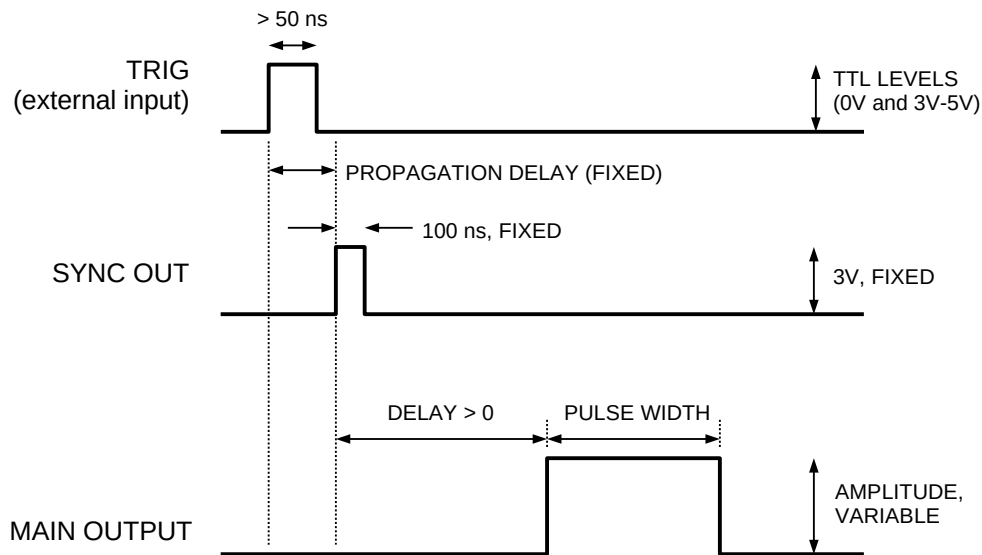 > 50 ns
TRIG
(external input)
TTL LEVELS
(0V and 3V-5V)
PROPAGATION DELAY (FIXED)
100 ns, FIXED
SYNC OUT
3V, FIXED
DELAY > 0
PULSE WIDTH
AMPLITUDE,
VARIABLE
MAIN OUTPUT